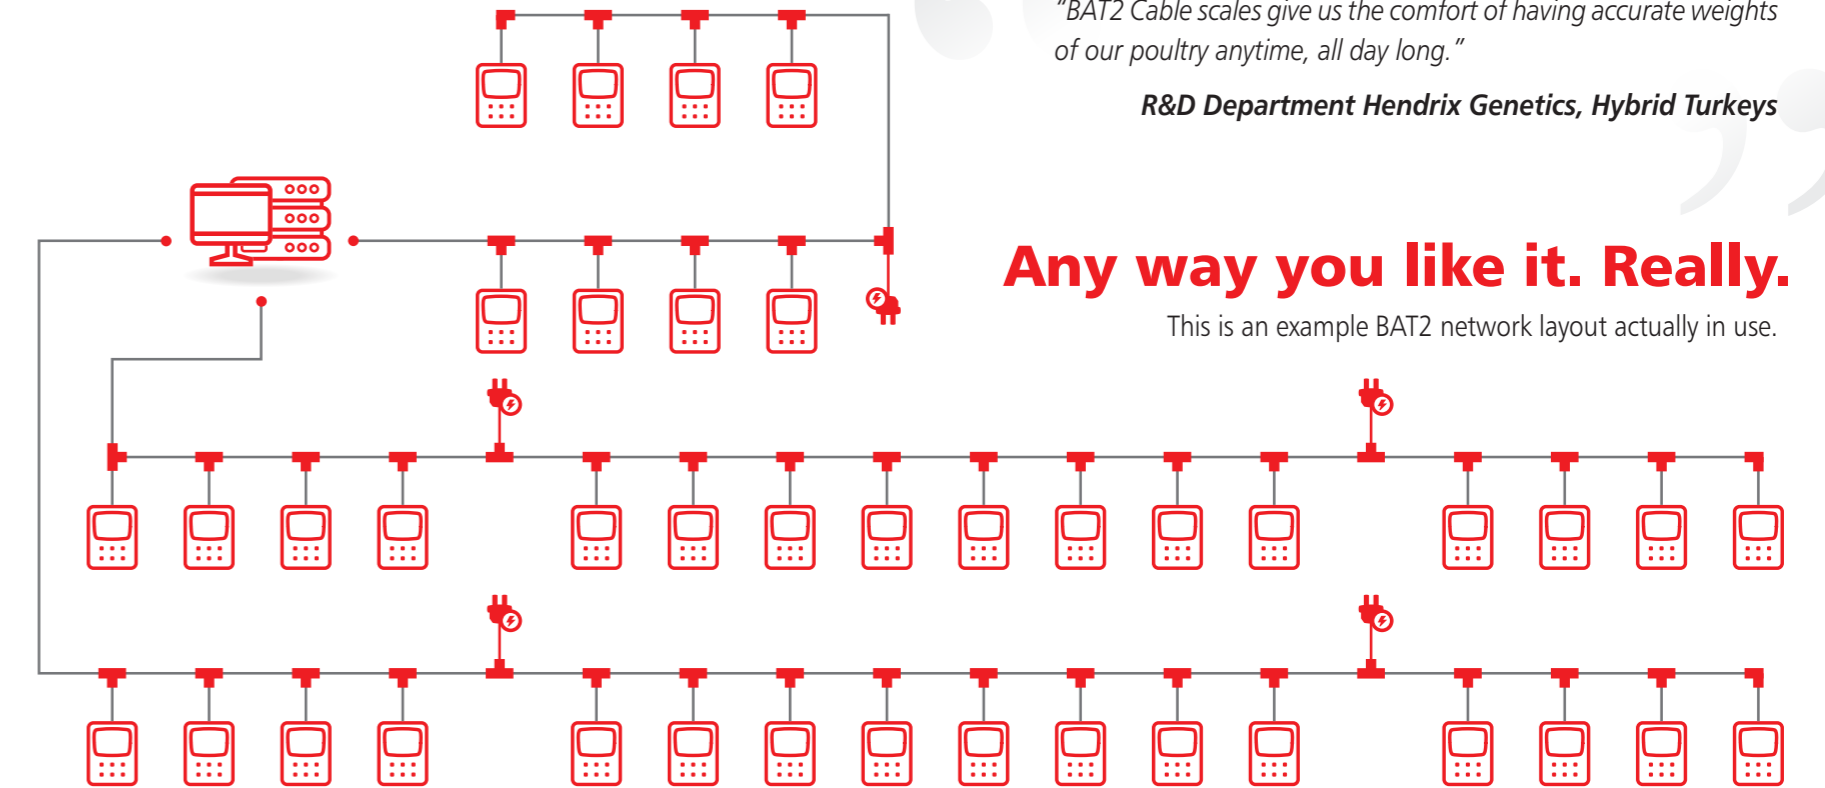 “BAT2 Cable scales give us the comfort of having accurate weights
of our poultry anytime, all day long.”
R&D Department Hendrix Genetics, Hybrid Turkeys
Any way you like it. Really.
This is an example BAT2 network layout actually in use.